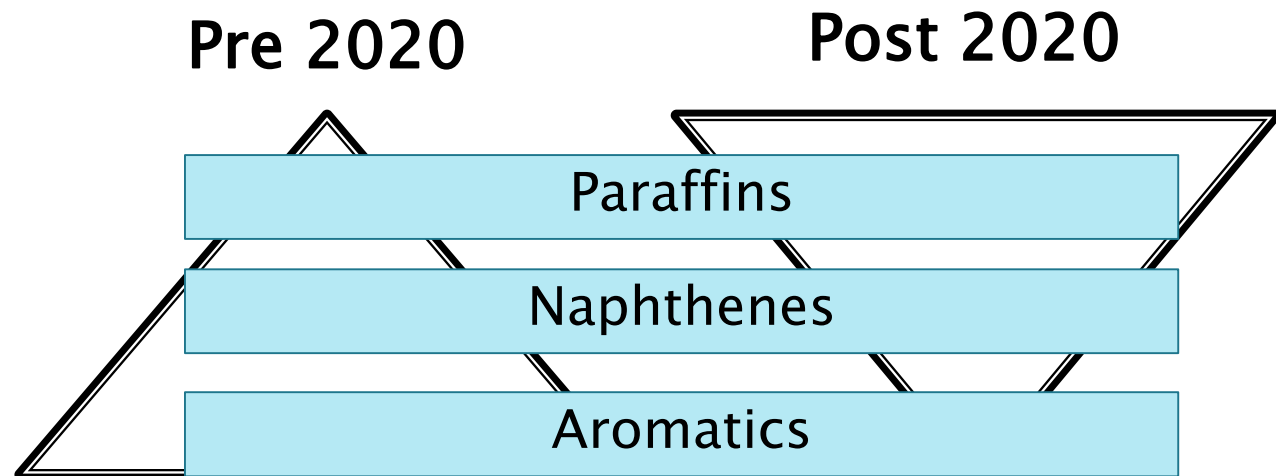 Pre 2020
Post 2020
Paraffins
Naphthenes
Aromatics